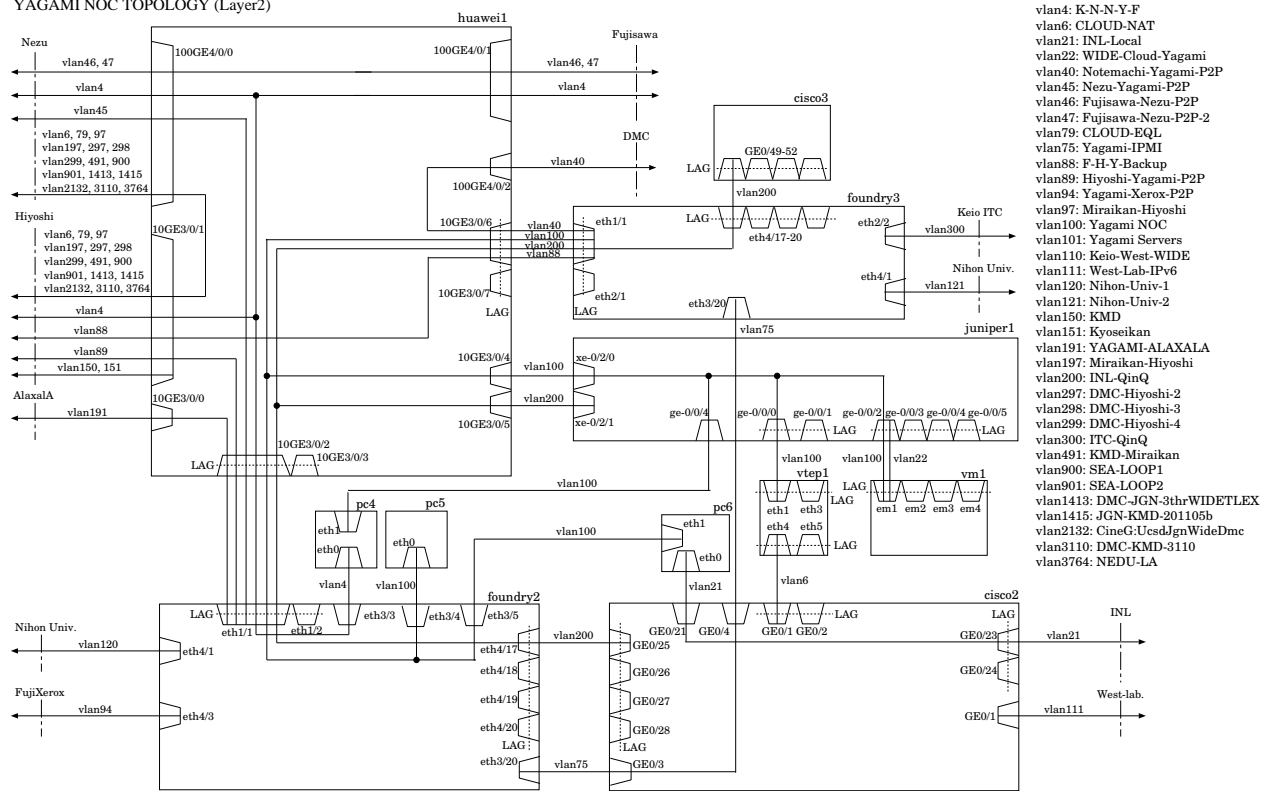 YAGAMI NOC TOPOLOGY (Layer2)
huawei1
Nezu
100GE4/0/0
100GE4/0/1
Fujisawa
vlan46, 47
vlan46, 47
vlan4
vlan4
vlan45
vlan6, 79, 97
vlan197, 297, 298
vlan299, 491, 900
vlan901, 1413, 1415
vlan2132, 3110, 3764
DMC
vlan40
100GE4/0/2
Hiyoshi
10GE3/0/1
vlan6, 79, 97
vlan197, 297, 298
vlan299, 491, 900
vlan901, 1413, 1415
vlan2132, 3110, 3764
vlan4
vlan88
vlan89
vlan150, 151
AlaxalA
10GE3/0/0
vlan191
10GE3/0/6
vlan40
vlan100
vlan200
vlan88
10GE3/0/7
LAG
10GE3/0/4
vlan100
10GE3/0/5
vlan200
10GE3/0/2
LAG
10GE3/0/3
cisco3
GE0/49-52
LAG
vlan200
foundry3
eth1/1
LAG
eth4/17-20
eth2/2
Keio ITC
vlan300
eth4/1
Nihon Univ.
vlan121
eth2/1
LAG
eth3/20
vlan75
juniper1
xe-0/2/0
xe-0/2/1
ge-0/0/4
ge-0/0/0
ge-0/0/1
LAG
ge-0/0/2
ge-0/0/3
ge-0/0/4
ge-0/0/5
LAG
vlan100
vlan100
vlan22
vtep1
LAG
eth1
eth3
eth4
eth5
LAG
vlan6
vm1
LAG
em1
em2
em3
em4
vlan100
pc4
eth1
eth0
vlan4
pc5
eth0
vlan100
vlan100
pc6
eth1
eth0
vlan21
foundry2
LAG
eth1/1
eth1/2
eth3/3
eth3/4
eth3/5
Nihon Univ.
vlan120
eth4/1
FujiXerox
vlan94
eth4/3
eth4/17
eth4/18
eth4/19
eth4/20
LAG
eth3/20
vlan200
vlan75
cisco2
GE0/21
GE0/4
GE0/1
GE0/2
LAG
GE0/25
GE0/26
GE0/27
GE0/28
LAG
GE0/3
LAG
GE0/23
GE0/24
GE0/1
INL
vlan21
West-lab.
vlan111
vlan4: K-N-N-Y-F
vlan6: CLOUD-NAT
vlan21: INL-Local
vlan22: WIDE-Cloud-Yagami
vlan40: Notemachi-Yagami-P2P
vlan45: Nezu-Yagami-P2P
vlan46: Fujisawa-Nezu-P2P
vlan47: Fujisawa-Nezu-P2P-2
vlan79: CLOUD-EQL
vlan75: Yagami-IPMI
vlan88: F-H-Y-Backup
vlan89: Hiyoshi-Yagami-P2P
vlan94: Yagami-Xerox-P2P
vlan97: Miraikan-Hiyoshi
vlan100: Yagami NOC
vlan101: Yagami Servers
vlan110: Keio-West-WIDE
vlan111: West-Lab-IPv6
vlan120: Nihon-Univ-1
vlan121: Nihon-Univ-2
vlan150: KMD
vlan151: Kyoseikan
vlan191: YAGAMI-ALAXALA
vlan197: Miraikan-Hiyoshi
vlan200: INL-QinQ
vlan297: DMC-Hiyoshi-2
vlan298: DMC-Hiyoshi-3
vlan299: DMC-Hiyoshi-4
vlan300: ITC-QinQ
vlan491: KMD-Miraikan
vlan900: SEA-LOOP1
vlan901: SEA-LOOP2
vlan1413: DMC-JGN-3thrWIDETLEX
vlan1415: JGN-KMD-201105b
vlan2132: CineG:UcsdJgnWideDmc
vlan3110: DMC-KMD-3110
vlan3764: NEDU-LA